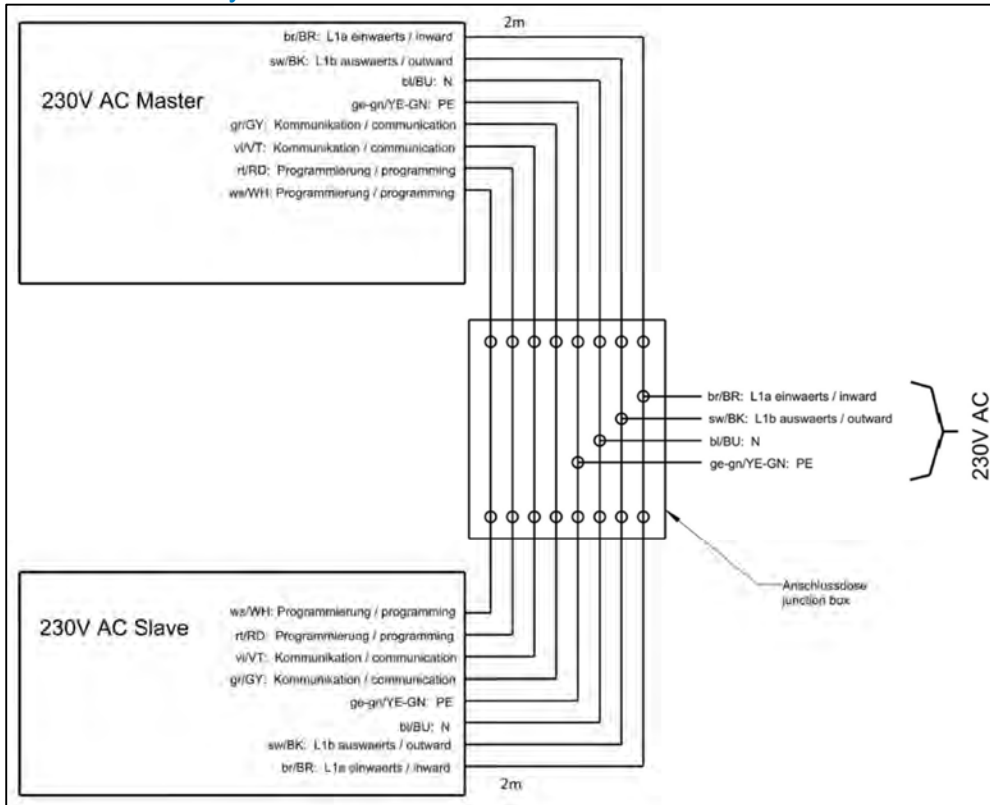 2m
br/BR: L1a einwaerts / inward
sw/BK: L1b auswaerts / outward
bl/BU: N
ge-gn/YE-GN: PE
gr/GY: Kommunikation / communication
vi/VT: Kommunikation / communication
rt/RD: Programmierung / programming
ws/WH: Programmierung / programming
230V AC Master
br/BR: L1a einwaerts / inward
sw/BK: L1b auswaerts / outward
bl/BU: N
ge-gn/YE-GN: PE
230V AC
Anschlussdose
junction box
230V AC Slave
ws/WH: Programmierung / programming
rt/RD: Programmierung / programming
vi/VT: Kommunikation / communication
gr/GY: Kommunikation / communication
ge-gn/YE-GN: PE
bl/BU: N
sw/BK: L1b auswaerts / outward
br/BR: L1a einwaerts / inward
2m